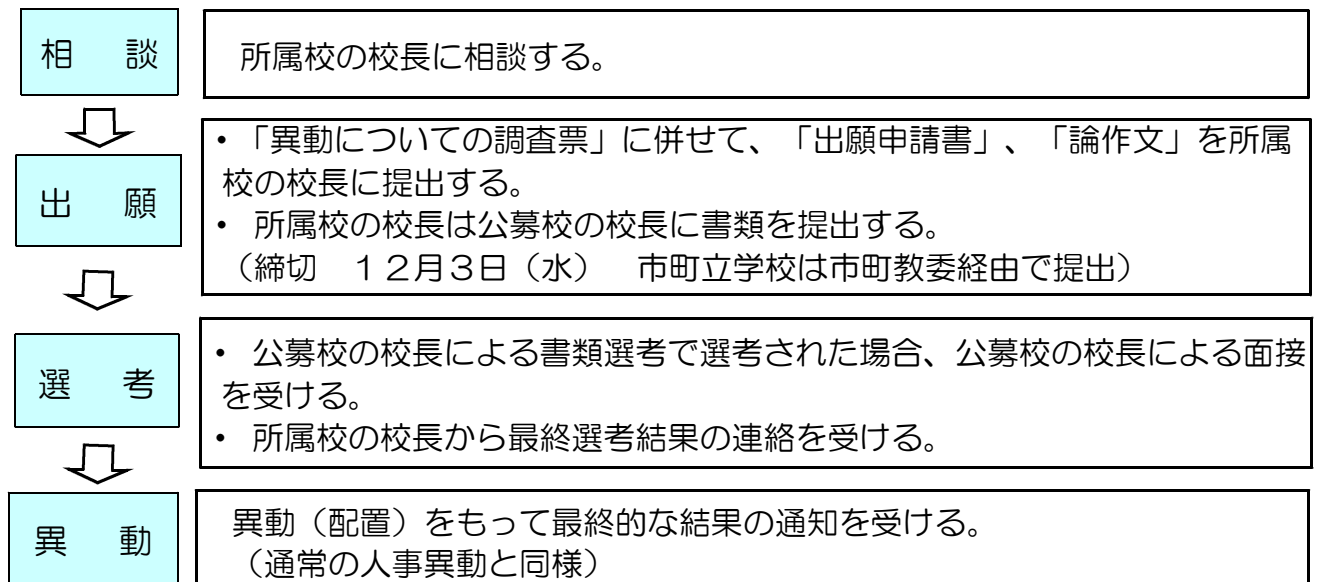 相　談
所属校の校長に相談する。
・「異動についての調査票」に併せて、「出願申請書」、「論作文」を所属
校の校長に提出する。
出　願
・ 所属校の校長は公募校の校長に書類を提出する。
（締切　１２月３日（水）　市町立学校は市町教委経由で提出）
・ 公募校の校長による書類選考で選考された場合、公募校の校長による面接
選　考
を受ける。
・ 所属校の校長から最終選考結果の連絡を受ける。
異　動
異動（配置）をもって最終的な結果の通知を受ける。
（通常の人事異動と同様）